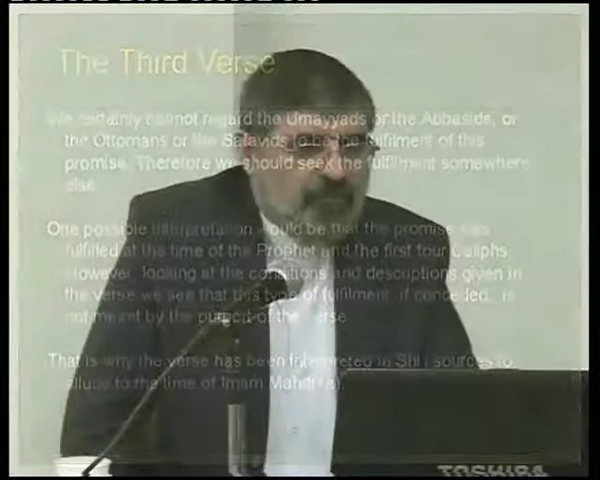 The Third Verse
We certainly cannot regard the Umayyads or the Abbasids, or
the Ottomans or the Safavids to be the fulfilment of this
promise. Therefore we should see the fulfilment somewhere
else.
One possible interpretation would be that the promise was
fulfilled at the time of the Prophet and the first four Caliphs
However, looking at the conditions and descriptions given in
the verse we see that this type of fulfilment, if conceded, is
not meant by the purport of the verse
That is why the verse has been interpreted in Shi'i sources to
allude to the time of Imam Mahdi(a).
TOSHIBA